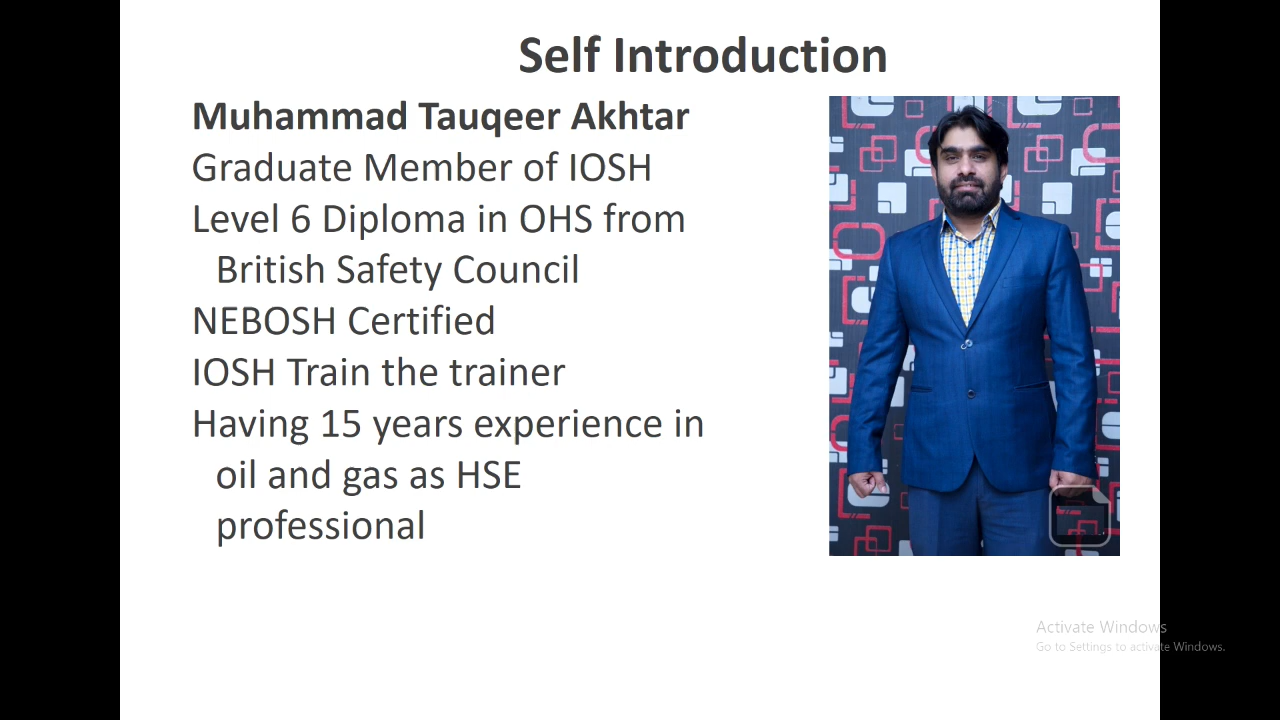 Self Introduction
Muhammad Tauqeer Akhtar
Graduate Member of IOSH
Level 6 Diploma in OHS from
British Safety Council
NEBOSH Certified
IOSH Train the trainer
Having 15 years experience in
oil and gas as HSE
professional
Activate Windows
Go to Settings to activate Windows.